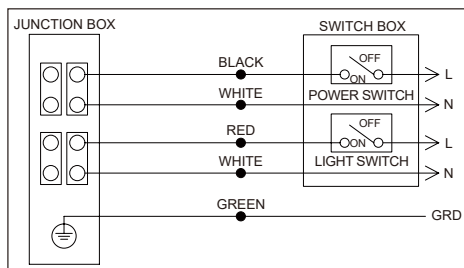 JUNCTION BOX
SWITCH BOX
BLACK
OFF
ON
L
WHITE
POWER SWITCH
N
RED
OFF
ON
L
WHITE
LIGHT SWITCH
N
GREEN
GRD